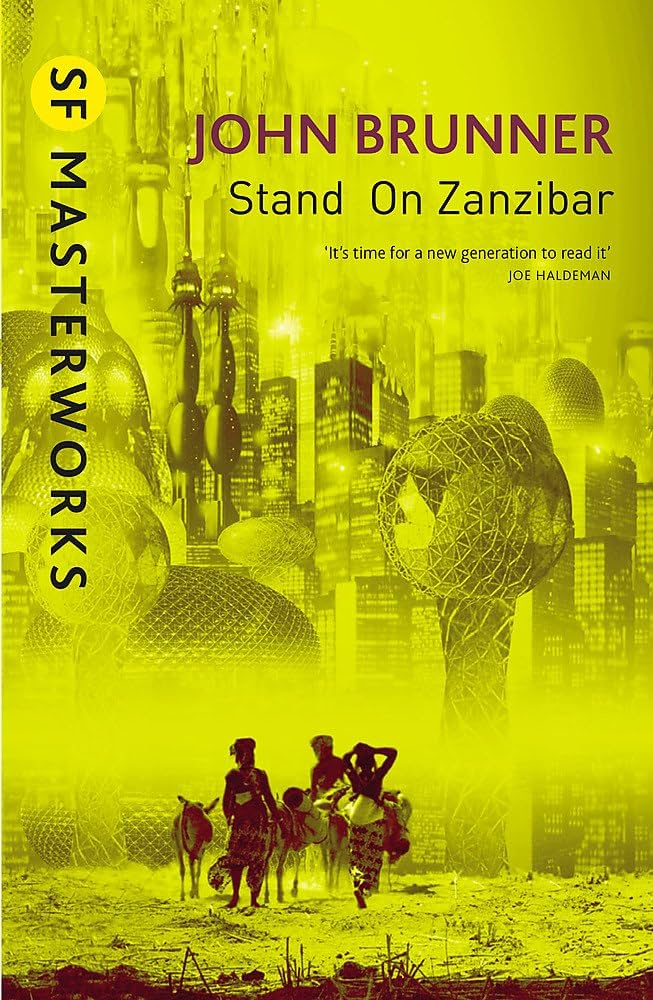 SF MASTERWORKS
JOHN BRUNNER
Stand On Zanzibar
‘It’s time for a new generation to read it’
JOE HALDEMAN